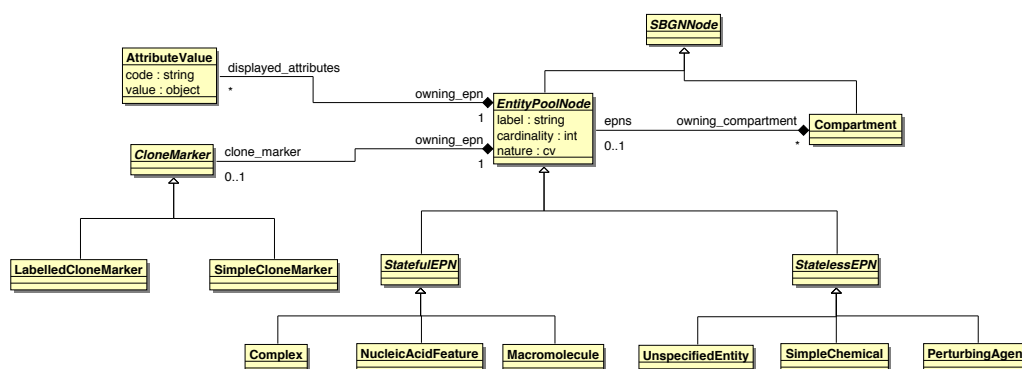 SBGNNode
AttributeValue
code : string
value : object
displayed_attributes
*
owning_epn
1
EntityPoolNode
label : string
cardinality : int
nature : cv
epns
0..1
owning_compartment
*
Compartment
CloneMarker
clone_marker
0..1
owning_epn
1
LabelledCloneMarker
SimpleCloneMarker
StatefulEPN
StatelessEPN
Complex
NucleicAcidFeature
Macromolecule
UnspecifiedEntity
SimpleChemical
PerturbingAgen